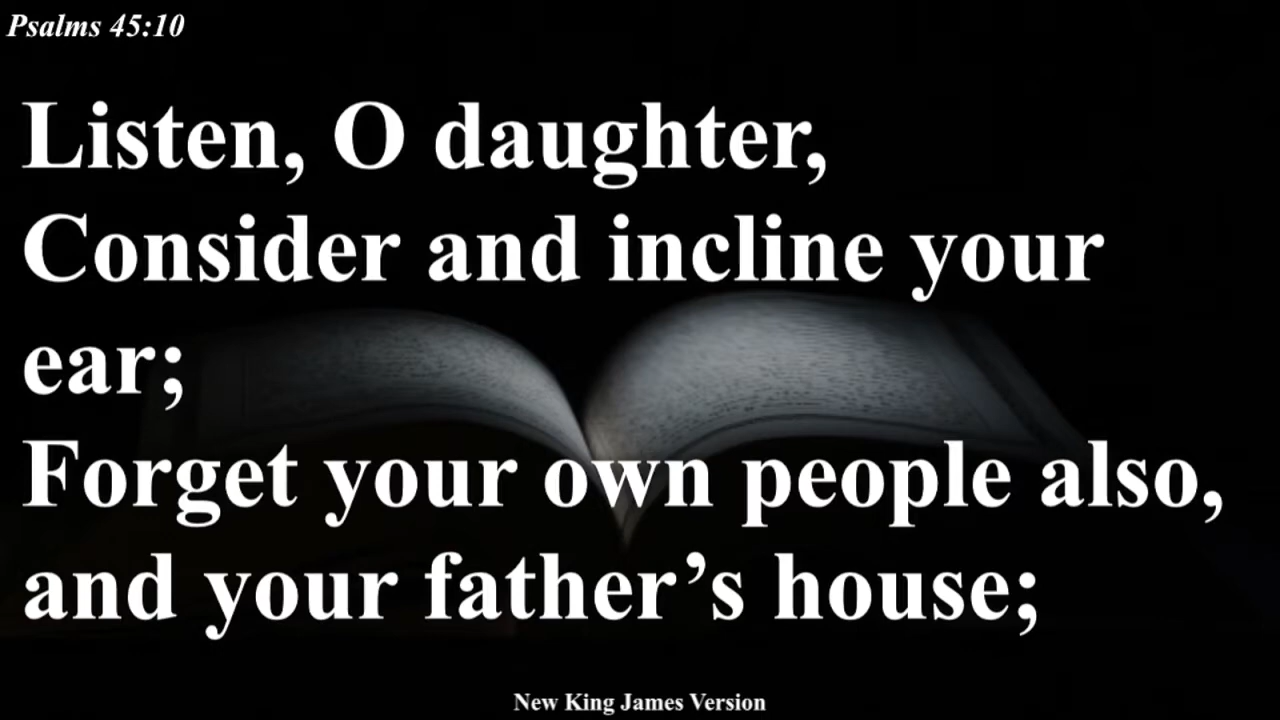 Psalms 45:10
Listen, O daughter,
Consider and incline your
ear;
Forget your own people also,
and your father’s house;
New King James Version